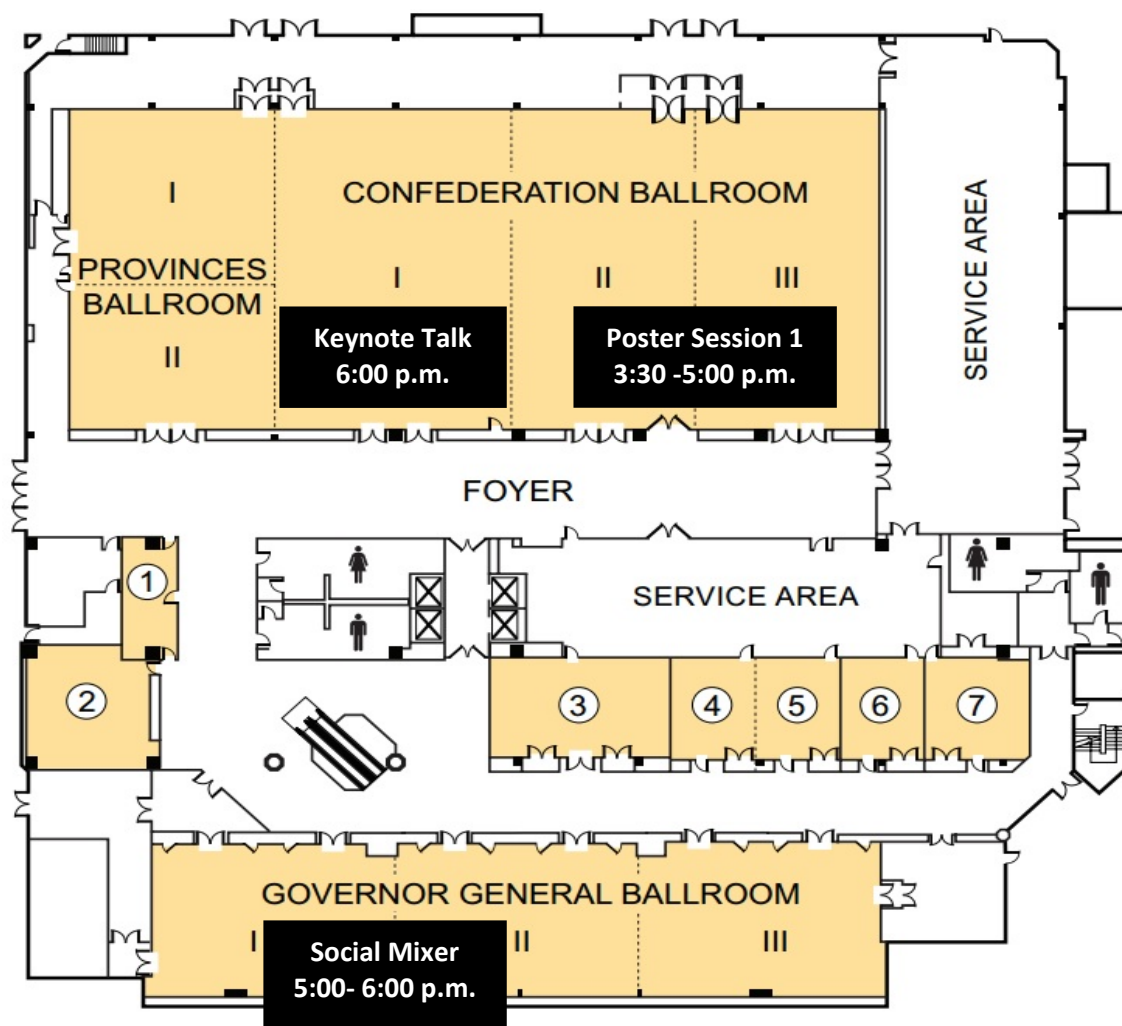 I
CONFEDERATION BALLROOM
SERVICE AREA
PROVINCES
BALLROOM
I
II
III
II
Keynote Talk
6:00 p.m.
Poster Session 1
3:30 -5:00 p.m.
FOYER
1
SERVICE AREA
2
3
4
5
6
7
GOVERNOR GENERAL BALLROOM
I
II
III
Social Mixer
5:00- 6:00 p.m.